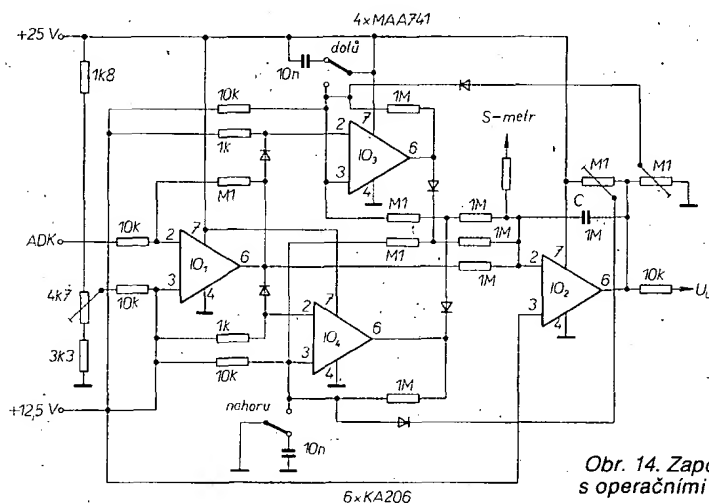 4×MAA741
+25 V
1k8
10n
dolů
10k
1k
M1
1M
2
7
3
6
4
IO₃
S-metr
M1
M1
ADK
10k
2
7
3
6
4
IO₁
M1
M1
1M
1M
1M
C
1M
4k7
10k
2
7
3
6
4
IO₄
2
7
3
6
4
IO₂
10k
3k3
1k
10k
1M
+12,5 V
nahoru
10n
6×KA206
Obr. 14. Zapo
s operačními